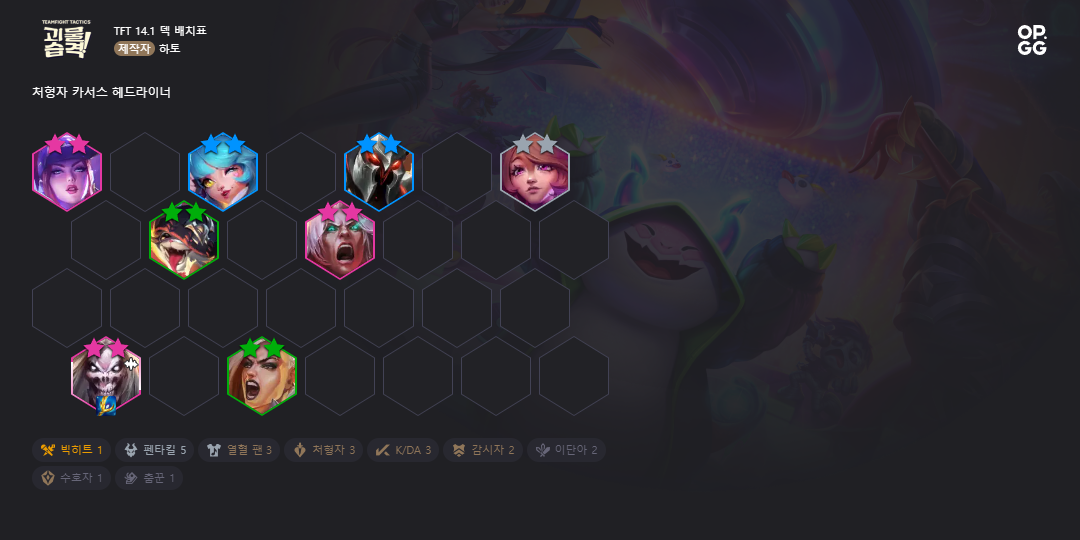 TEAMFIGHT TACTICS
괴물
습격!
TFT 14.1 덱 배치표
제작자 하토
OP.
GG
처형자 카서스 헤드라이너
빅히트 1 펜타킬 5 열혈 팬 3 처형자 3 K/DA 3 감시자 2 이단아 2
수호자 1 춤꾼 1